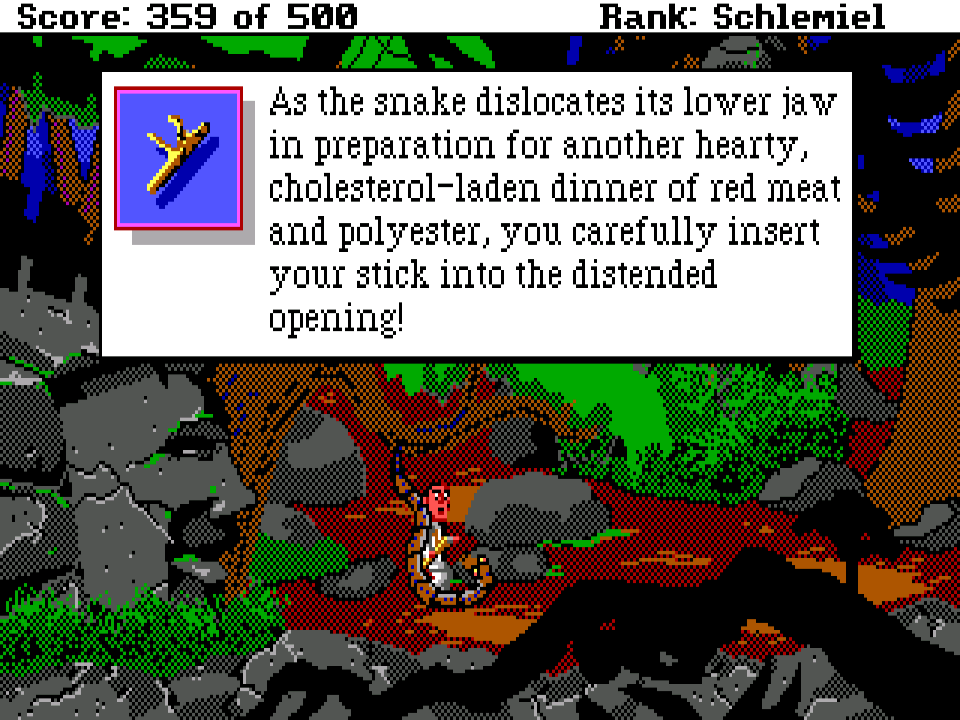 Score: 359 of 500 Rank: Schlemiel
As the snake dislocates its lower jaw
in preparation for another hearty,
cholesterol-laden dinner of red meat
and polyester, you carefully insert
your stick into the distended
opening!